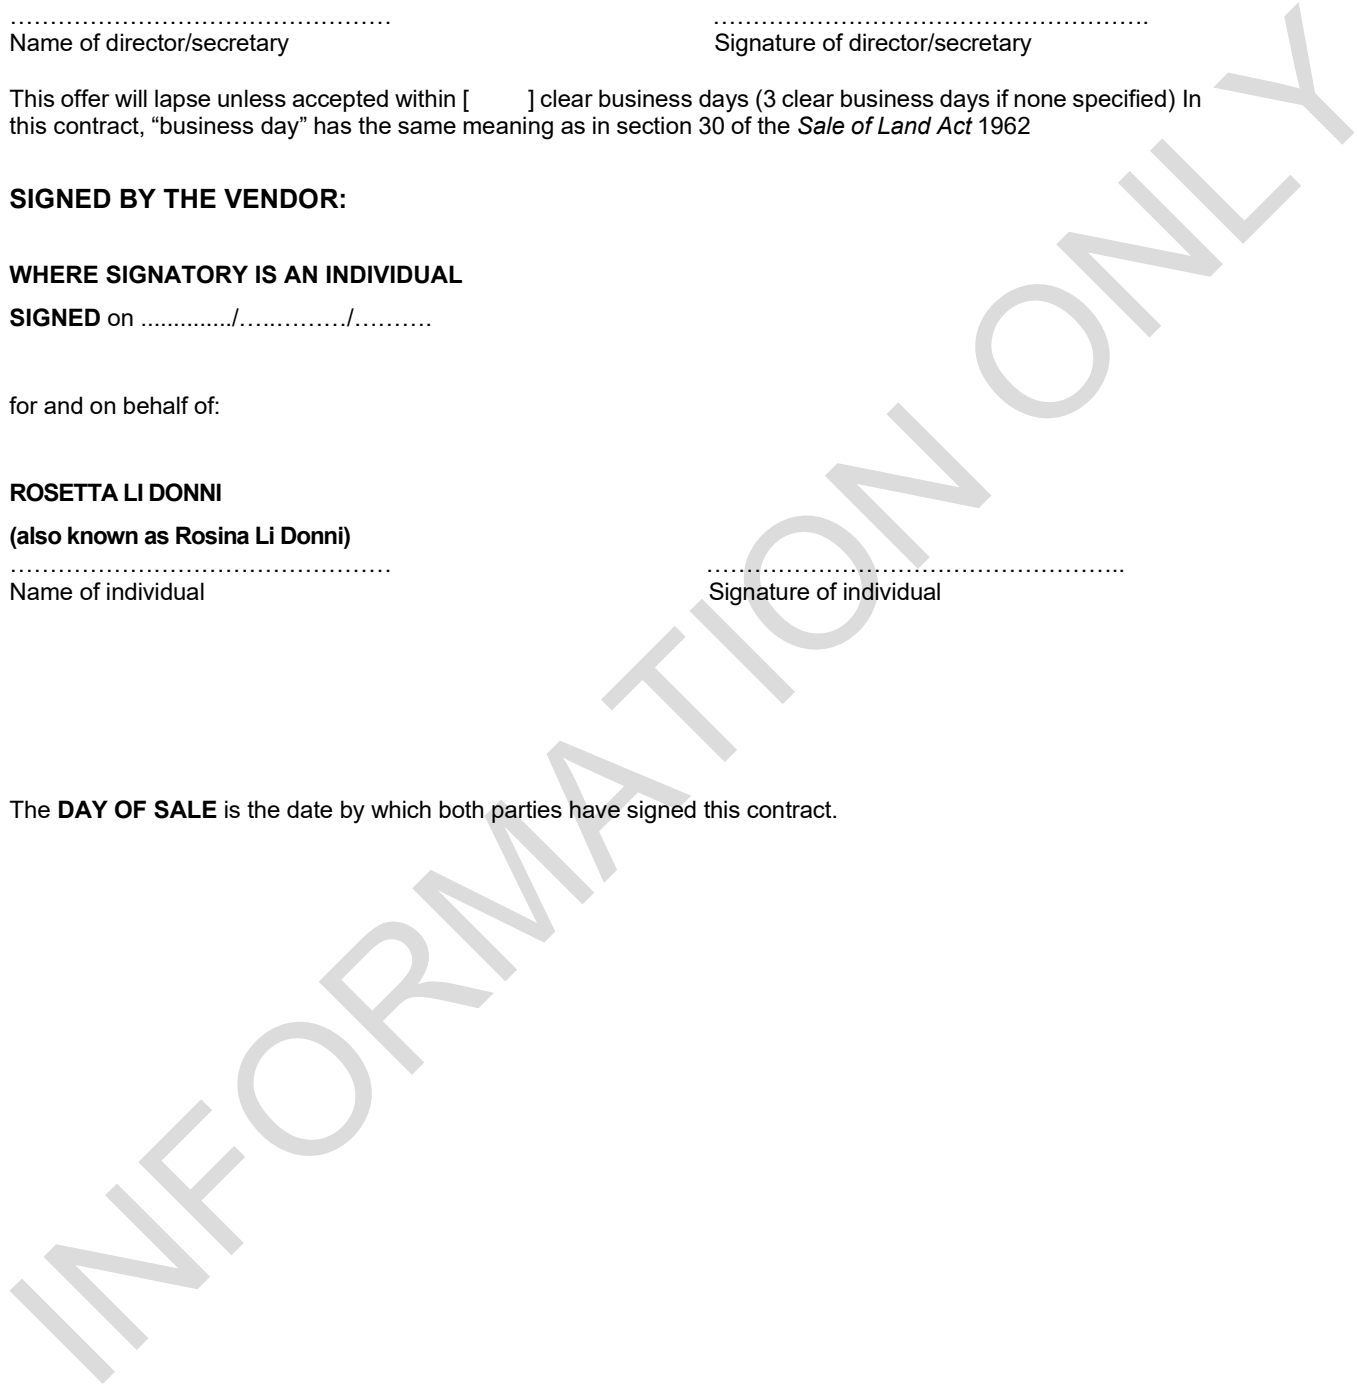 …………………………………………
……………………………………………….
Name of director/secretary
Signature of director/secretary
This offer will lapse unless accepted within [ ] clear business days (3 clear business days if none specified) In
this contract, “business day” has the same meaning as in section 30 of the Sale of Land Act 1962
SIGNED BY THE VENDOR:
WHERE SIGNATORY IS AN INDIVIDUAL
SIGNED on ............../…..………/……….
for and on behalf of:
ROSETTA LI DONNI
(also known as Rosina Li Donni)
…………………………………………
……………………………………………..
Name of individual
Signature of individual
The DAY OF SALE is the date by which both parties have signed this contract.
INFORMATION ONLY